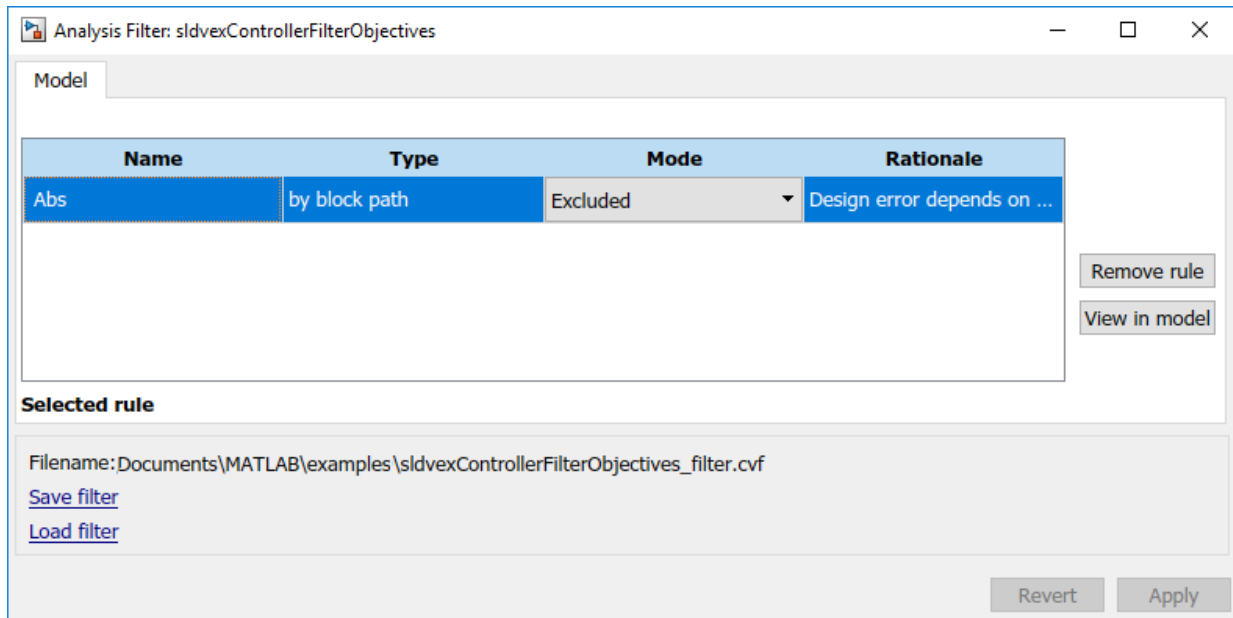 Analysis Filter: sldvexControllerFilterObjectives
Model
Name Type Mode Rationale
Abs by block path Excluded Design error depends on ...
Remove rule
View in model
Selected rule
Filename: Documents\MATLAB\examples\sldvexControllerFilterObjectives_filter.cvf
Save filter
Load filter
Revert Apply